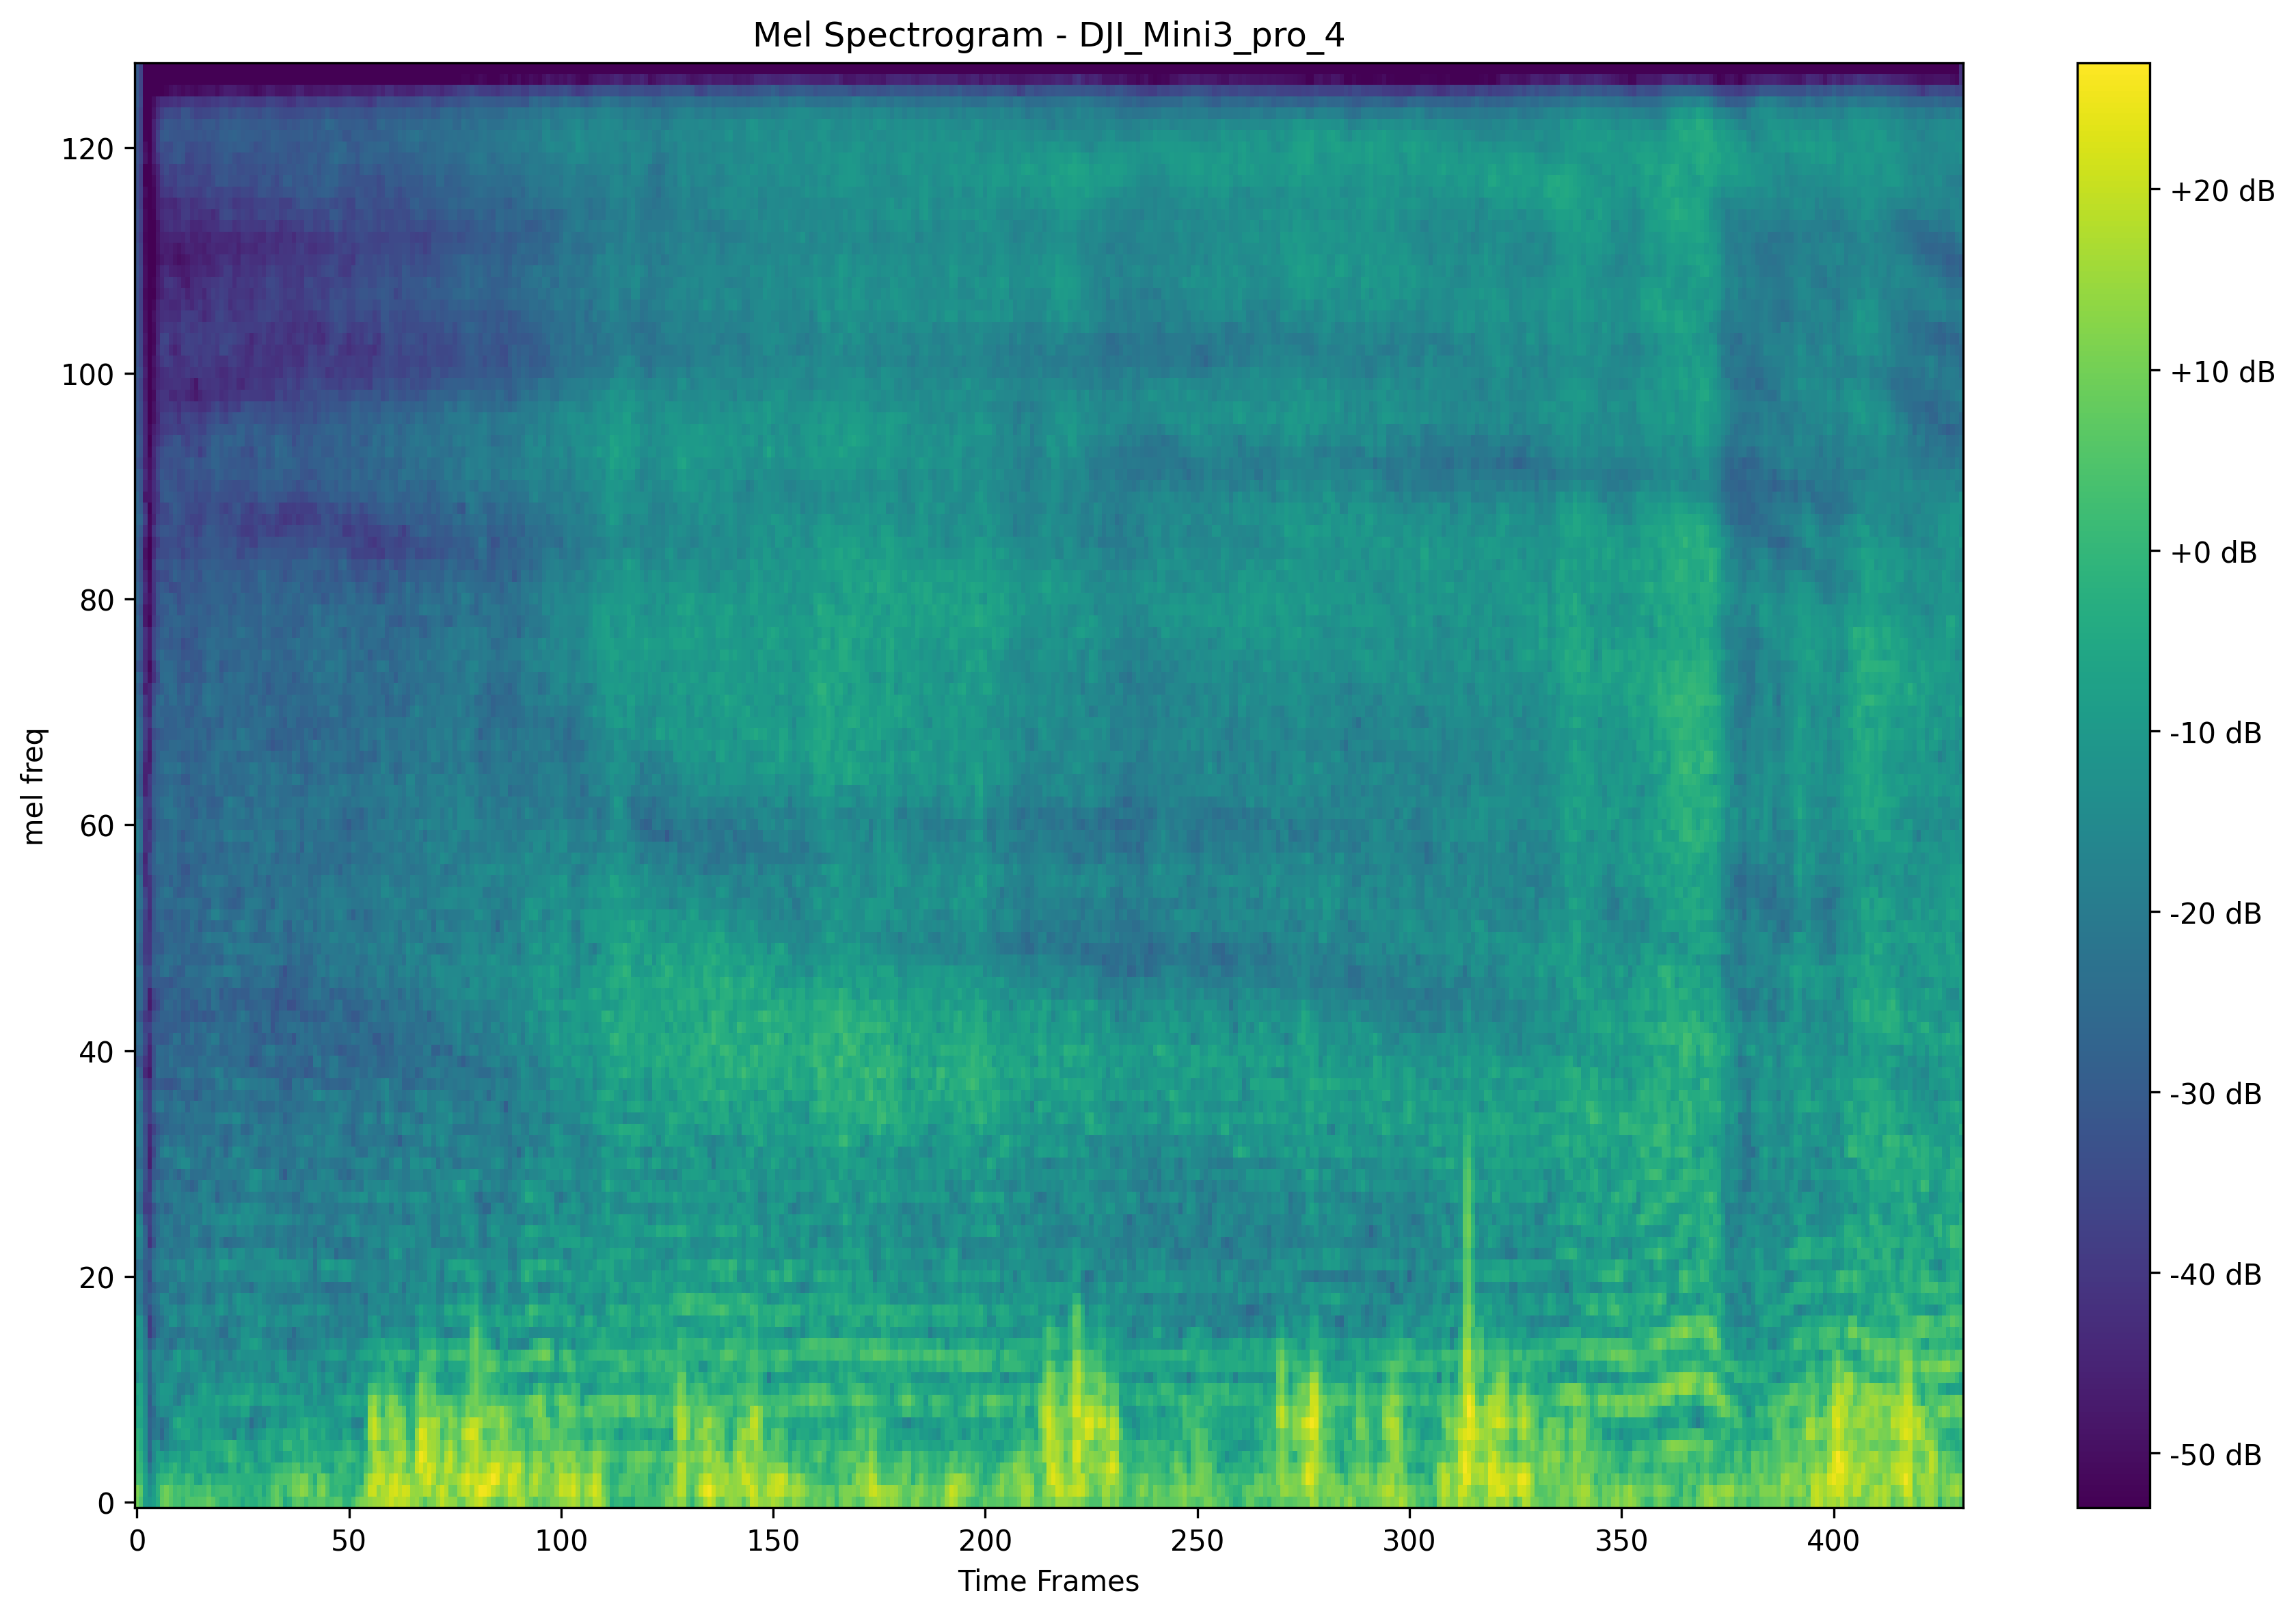 Mel Spectrogram - DJI_Mini3_pro_4
120
100
80
60
40
20
0
mel freq
0 50 100 150 200 250 300 350 400
Time Frames
+20 dB
+10 dB
+0 dB
-10 dB
-20 dB
-30 dB
-40 dB
-50 dB